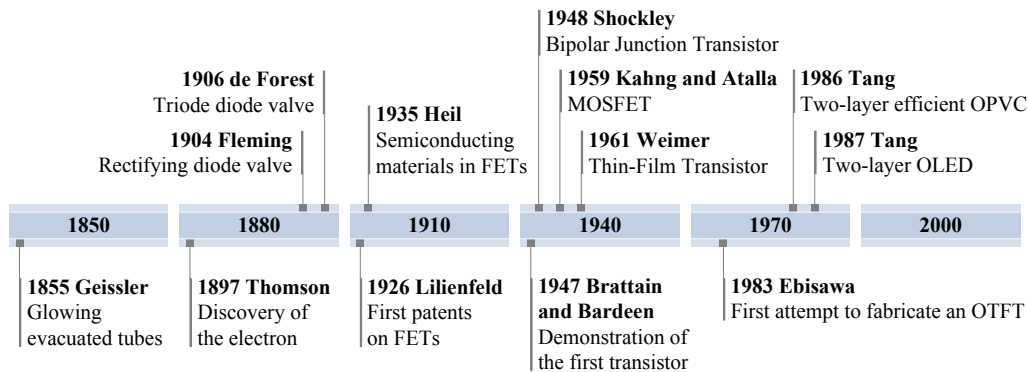 1948 Shockley
Bipolar Junction Transistor
1906 de Forest
Triode diode valve
1959 Kahng and Atalla
MOSFET
1986 Tang
Two-layer efficient OPVC
1904 Fleming
Rectifying diode valve
1935 Heil
Semiconducting
materials in FETs
1961 Weimer
Thin-Film Transistor
1987 Tang
Two-layer OLED
1850
1880
1910
1940
1970
2000
1855 Geissler
Glowing
evacuated tubes
1897 Thomson
Discovery of
the electron
1926 Lilienfeld
First patents
on FETs
1947 Brattain
and Bardeen
Demonstration of
the first transistor
1983 Ebisawa
First attempt to fabricate an OTFT